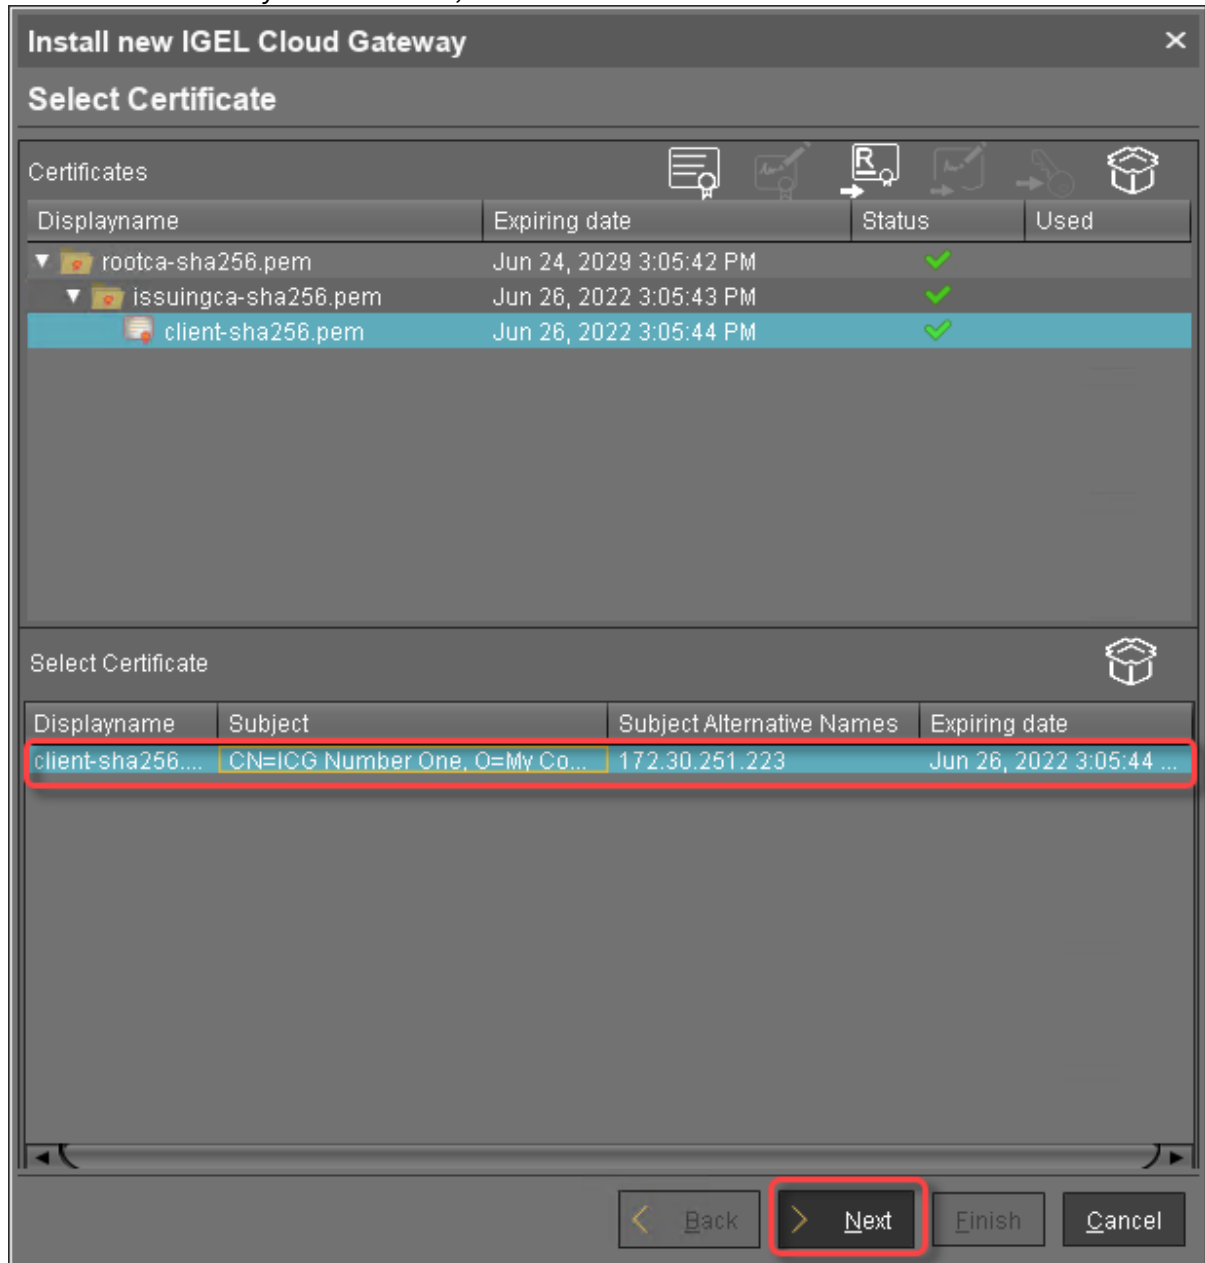 Install new IGEL Cloud Gateway
Select Certificate
Certificates
Displayname Expiring date Status Used
rootca-sha256.pem Jun 24, 2029 3:05:42 PM
issuingca-sha256.pem Jun 26, 2022 3:05:43 PM
client-sha256.pem Jun 26, 2022 3:05:44 PM
Select Certificate
Displayname Subject Subject Alternative Names Expiring date
client-sha256.... CN=ICG Number One, O=My Co... 172.30.251.223 Jun 26, 2022 3:05:44 ...
Back Next Finish Cancel